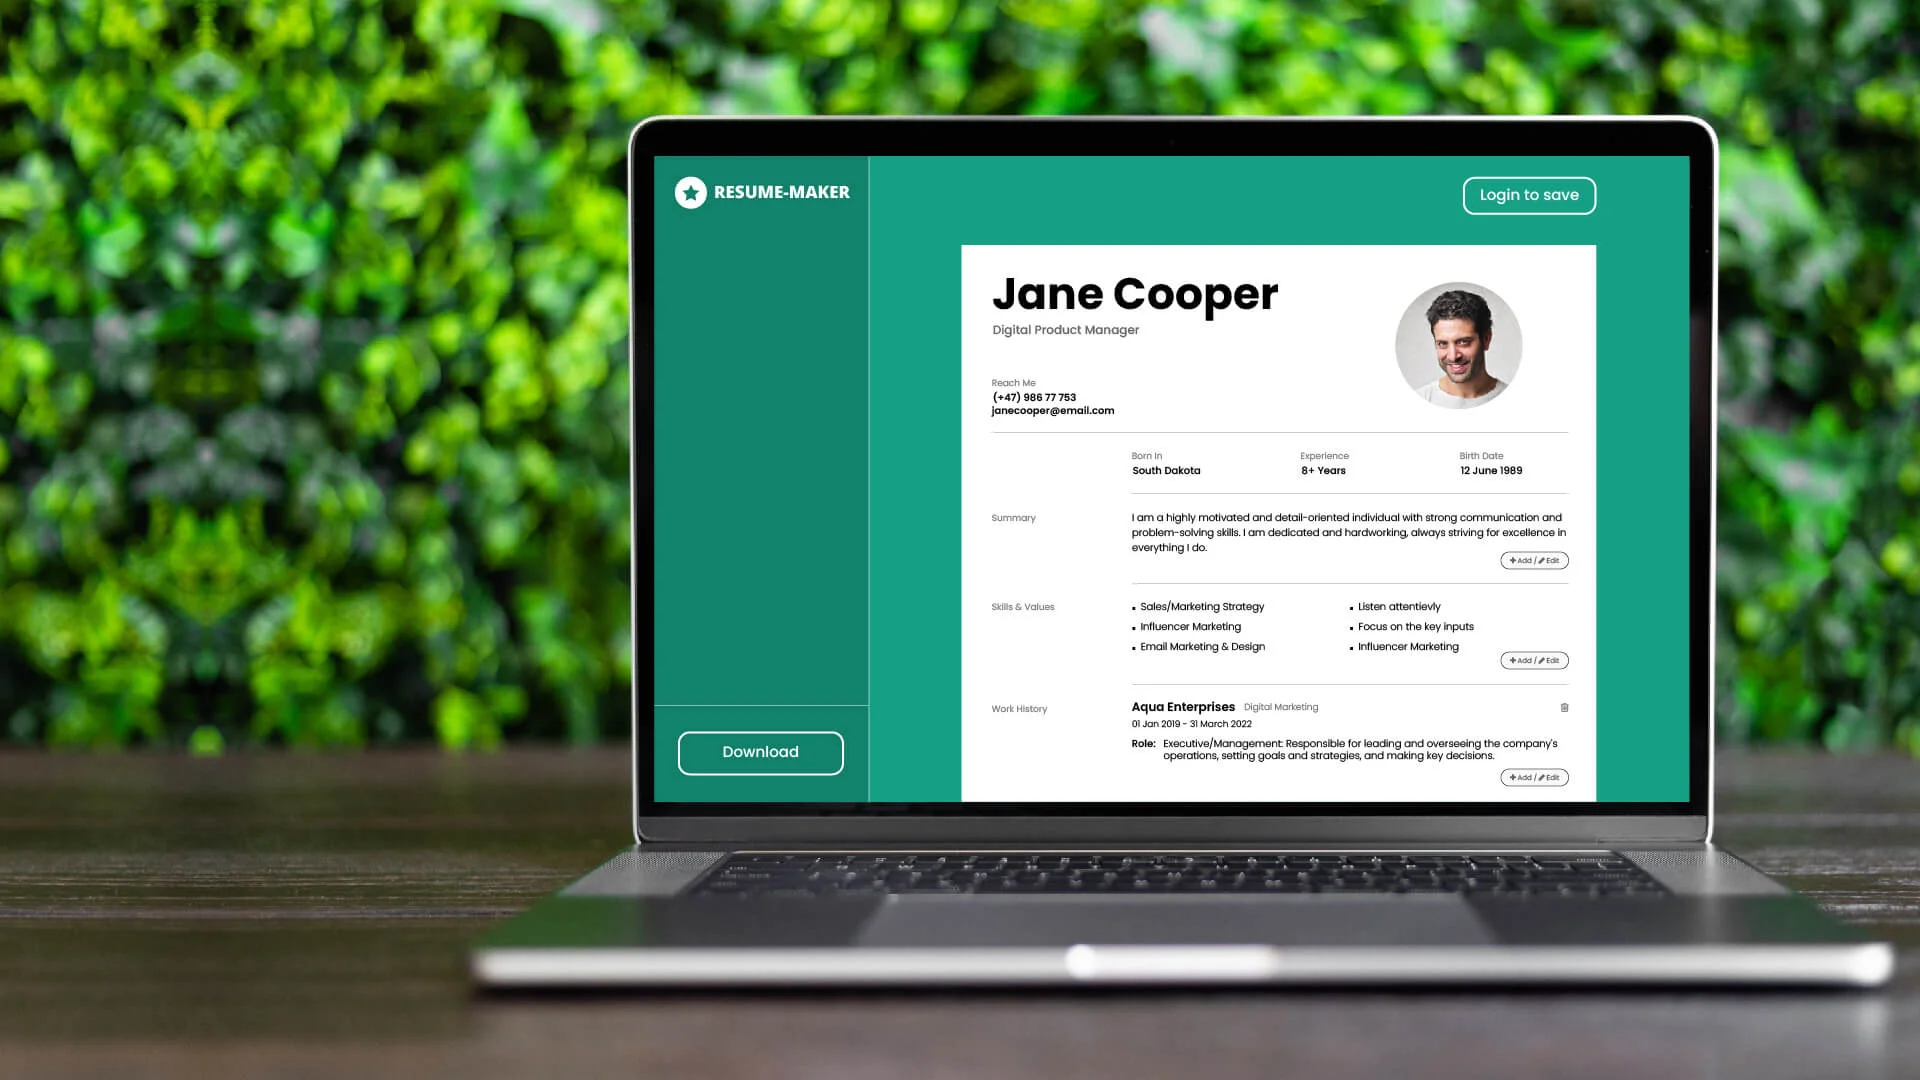 RESUME-MAKER
Login to save
Jane Cooper
Digital Product Manager
Reach Me
(+47) 986 77 753
janecooper@email.com
Born In
South Dakota
Experience
8+ Years
Birth Date
12 June 1989
Summary
I am a highly motivated and detail-oriented individual with strong communication and
problem-solving skills. I am dedicated and hardworking, always striving for excellence in
everything I do.
Add / Edit
Skills & Values
Sales/Marketing Strategy
Influencer Marketing
Email Marketing & Design
Listen attentievly
Focus on the key inputs
Influencer Marketing
Add / Edit
Work History
Aqua Enterprises Digital Marketing
01 Jan 2019 - 31 March 2022
Role: Executive/Management: Responsible for leading and overseeing the company's
operations, setting goals and strategies, and making key decisions.
Add / Edit
Download